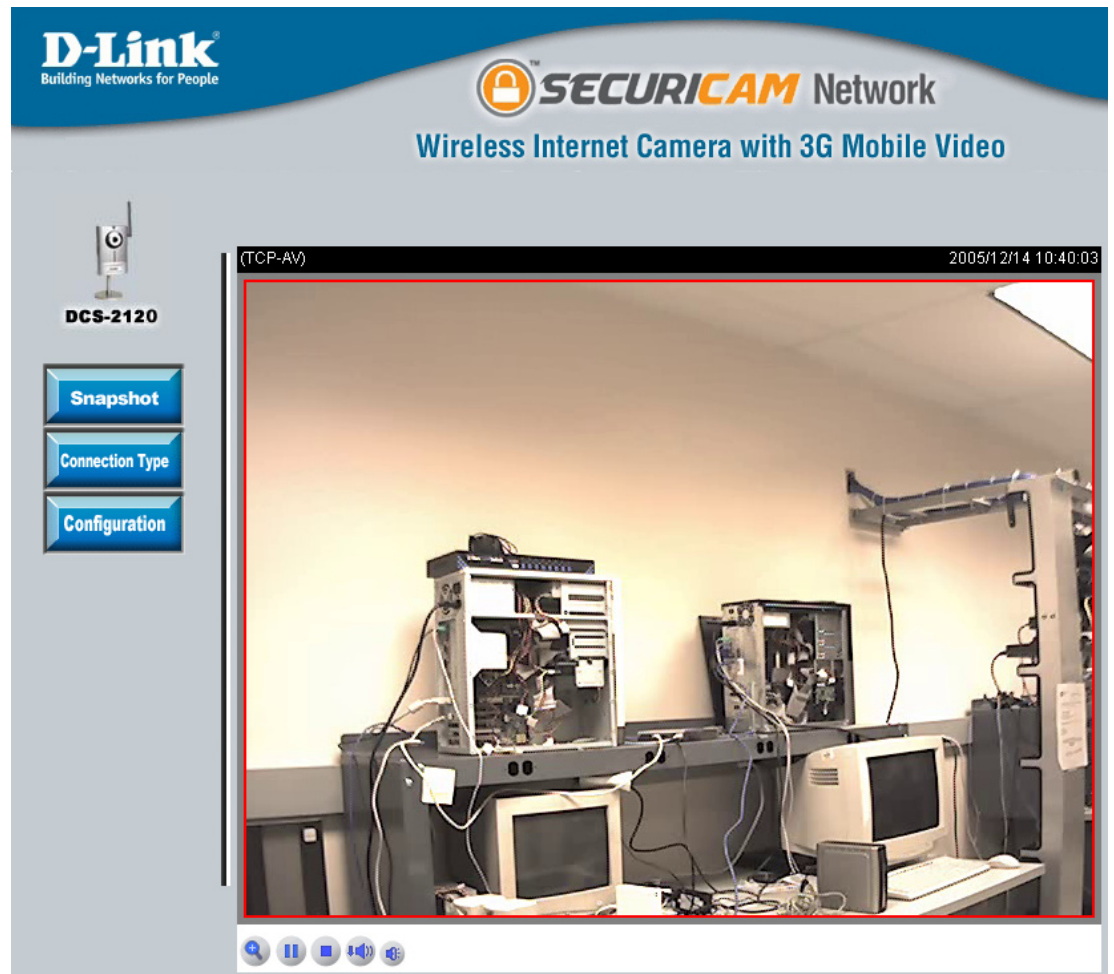 D-Link®
Building Networks for People
SECURICAM™ Network
Wireless Internet Camera with 3G Mobile Video
DCS-2120
(TCP-AV) 2005/12/14 10:40:03
Snapshot
Connection Type
Configuration